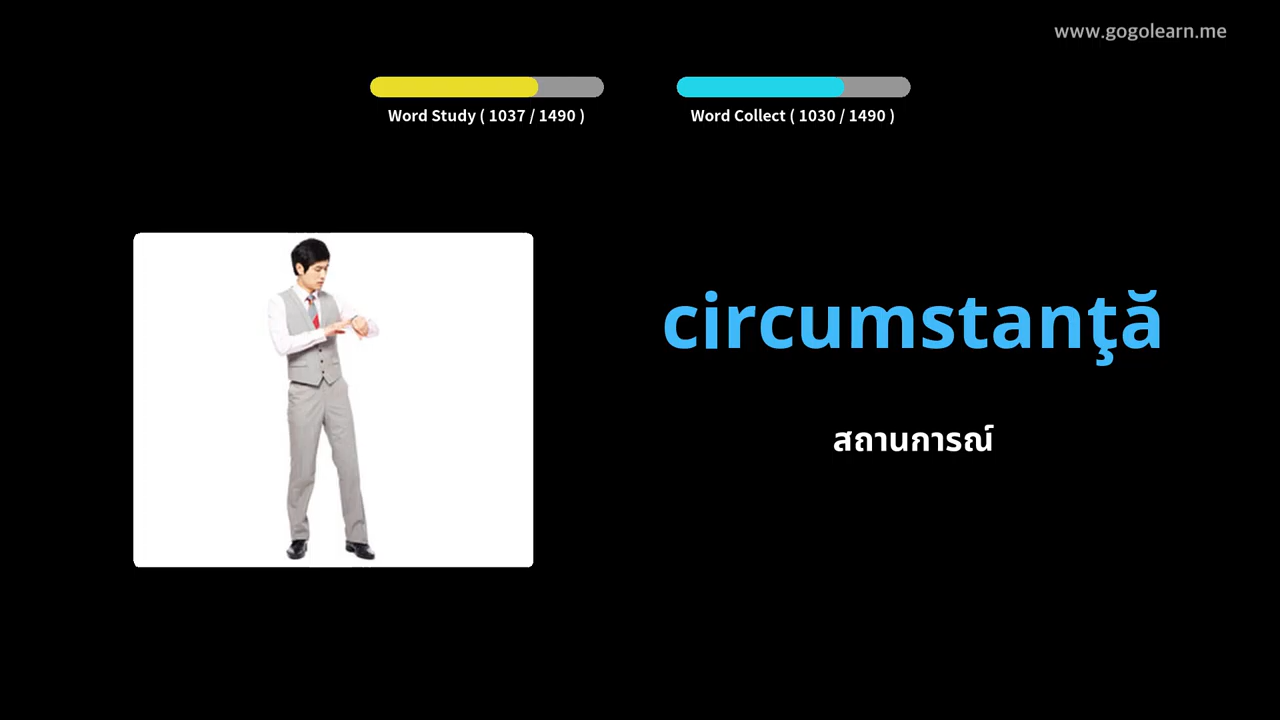 www.gogolearn.me
Word Study ( 1037 / 1490 )
Word Collect ( 1030 / 1490 )
circumstanţă
สถานการณ์